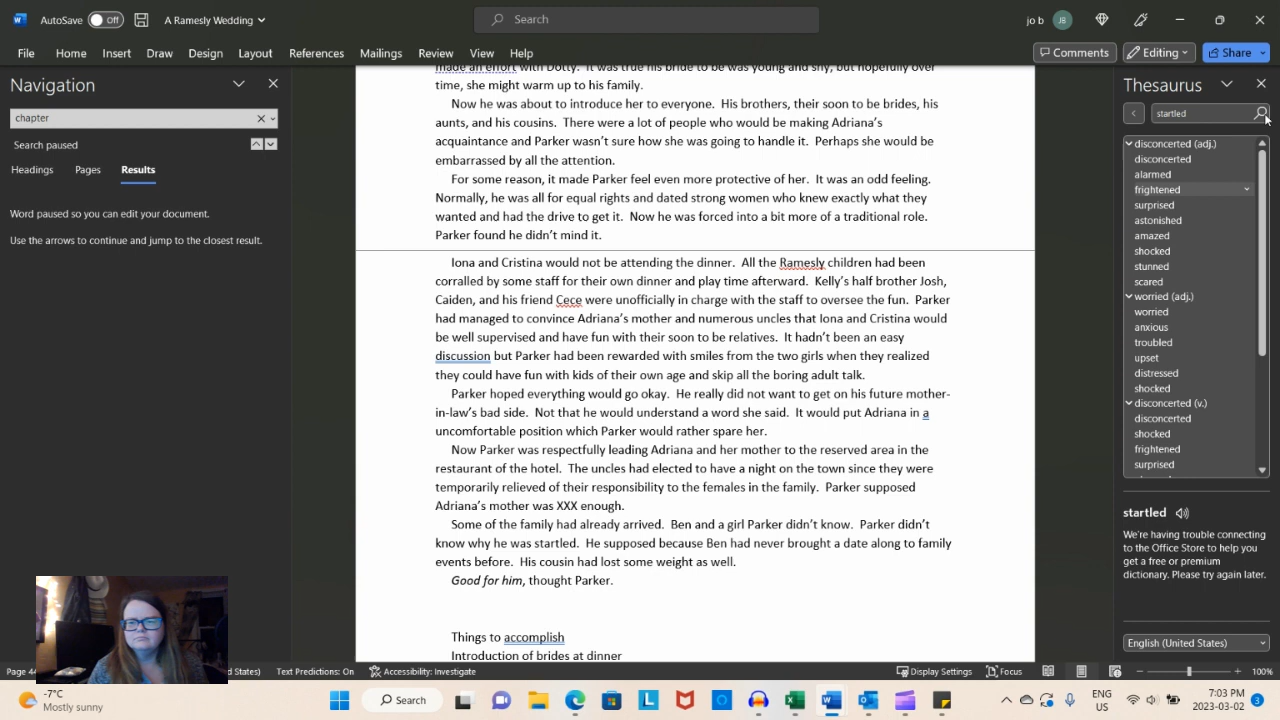 AutoSave Off A Ramesly Wedding Search jo b JB
File Home Insert Draw Design Layout References Mailings Review View Help Comments Editing Share
Navigation
chapter
Search paused
Headings Pages Results
Word paused so you can edit your document.
Use the arrows to continue and jump to the closest result.
made an effort with Dotty. It was true his bride to be was young and shy, but hopefully over
time, she might warm up to his family.
Now he was about to introduce her to everyone. His brothers, their soon to be brides, his
aunts, and his cousins. There were a lot of people who would be making Adriana's
acquaintance and Parker wasn't sure how she was going to handle it. Perhaps she would be
embarrassed by all the attention.
For some reason, it made Parker feel even more protective of her. It was an odd feeling.
Normally, he was all for equal rights and dated strong women who knew exactly what they
wanted and had the drive to get it. Now he was forced into a bit more of a traditional role.
Parker found he didn't mind it.
Iona and Cristina would not be attending the dinner. All the Ramesly children had been
corralled by some staff for their own dinner and play time afterward. Kelly's half brother Josh,
Caiden, and his friend Cece were unofficially in charge with the staff to oversee the fun. Parker
had managed to convince Adriana's mother and numerous uncles that Iona and Cristina would
be well supervised and have fun with their soon to be relatives. It hadn't been an easy
discussion but Parker had been rewarded with smiles from the two girls when they realized
they could have fun with kids of their own age and skip all the boring adult talk.
Parker hoped everything would go okay. He really did not want to get on his future mother-
in-law's bad side. Not that he would understand a word she said. It would put Adriana in a
uncomfortable position which Parker would rather spare her.
Now Parker was respectfully leading Adriana and her mother to the reserved area in the
restaurant of the hotel. The uncles had elected to have a night on the town since they were
temporarily relieved of their responsibility to the females in the family. Parker supposed
Adriana's mother was XXX enough.
Some of the family had already arrived. Ben and a girl Parker didn't know. Parker didn't
know why he was startled. He supposed because Ben had never brought a date along to family
events before. His cousin had lost some weight as well.
Good for him, thought Parker.
Things to accomplish
Introduction of brides at dinner
Thesaurus
startled
disconcerted (adj.)
disconcerted
alarmed
frightened
surprised
astonished
amazed
shocked
stunned
scared
worried (adj.)
worried
anxious
troubled
upset
distressed
shocked
disconcerted (v.)
disconcerted
shocked
frightened
surprised
startled
We're having trouble connecting
to the Office Store to help you
get a free or premium
dictionary. Please try again later.
English (United States)
Page 4 States) Text Predictions: On Accessibility: Investigate Display Settings Focus 100%
-7°C
Mostly sunny
Search
ENG
US
7:03 PM
2023-03-02
3